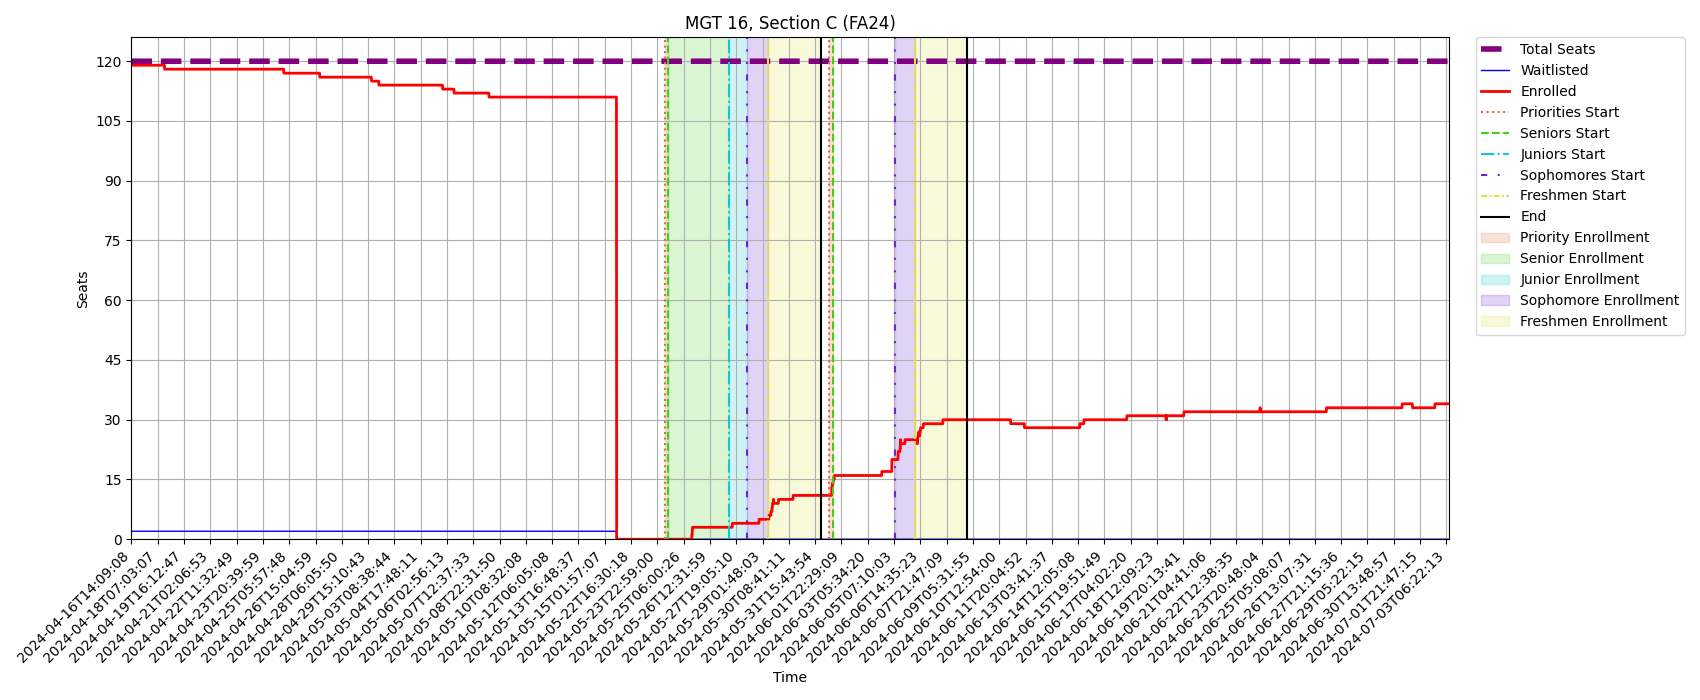 MGT 16, Section C (FA24)
120
105
90
75
60
45
30
15
0
Seats
2024-04-16T14:09:08
2024-04-18T07:03:07
2024-04-19T16:12:47
2024-04-21T02:06:53
2024-04-22T11:32:49
2024-04-23T20:39:59
2024-04-25T05:57:48
2024-04-26T15:04:59
2024-04-28T06:05:50
2024-04-29T15:10:43
2024-05-03T08:38:44
2024-05-04T17:48:11
2024-05-06T02:56:13
2024-05-07T12:37:33
2024-05-08T22:31:50
2024-05-10T08:32:08
2024-05-12T06:05:08
2024-05-13T16:48:37
2024-05-15T01:57:07
2024-05-22T16:30:18
2024-05-23T22:59:00
2024-05-25T06:00:26
2024-05-26T12:31:59
2024-05-27T19:05:10
2024-05-29T01:48:03
2024-05-30T08:41:11
2024-05-31T15:43:54
2024-06-01T22:29:09
2024-06-03T05:34:20
2024-06-05T07:10:03
2024-06-06T14:35:23
2024-06-07T21:47:09
2024-06-09T05:31:55
2024-06-10T12:54:00
2024-06-11T20:04:52
2024-06-13T03:41:37
2024-06-14T12:05:08
2024-06-15T19:51:49
2024-06-17T04:02:20
2024-06-18T12:09:23
2024-06-19T20:13:41
2024-06-21T04:41:06
2024-06-22T12:38:35
2024-06-23T20:48:04
2024-06-25T05:08:07
2024-06-26T13:07:31
2024-06-27T21:15:36
2024-06-29T05:22:15
2024-06-30T13:48:57
2024-07-01T21:47:15
2024-07-03T06:22:13
Time
Total Seats
Waitlisted
Enrolled
Priorities Start
Seniors Start
Juniors Start
Sophomores Start
Freshmen Start
End
Priority Enrollment
Senior Enrollment
Junior Enrollment
Sophomore Enrollment
Freshmen Enrollment